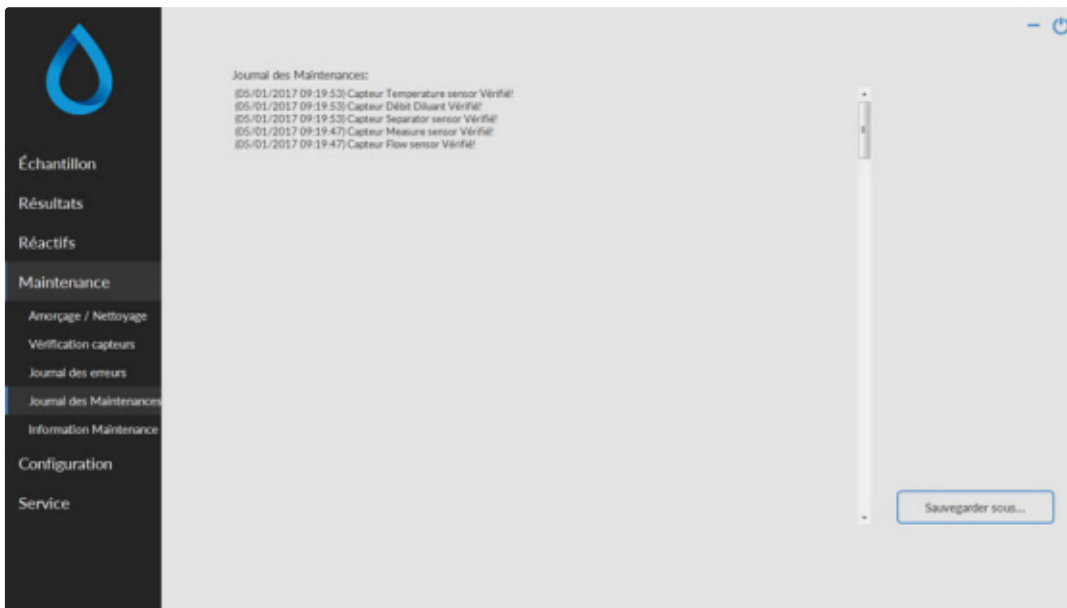 Échantillon
Résultats
Réactifs
Maintenance
Amorçage / Nettoyage
Vérification capteurs
Journal des erreurs
Journal des Maintenances
Information Maintenance
Configuration
Service
Journal des Maintenances:
(05/01/2017 09:19:53) Capteur Temperature sensor Vérifié!
(05/01/2017 09:19:53) Capteur Débit Diluant Vérifié!
(05/01/2017 09:19:53) Capteur Separator sensor Vérifié!
(05/01/2017 09:19:47) Capteur Measure sensor Vérifié!
(05/01/2017 09:19:47) Capteur Flow sensor Vérifié!
Sauvegarder sous...